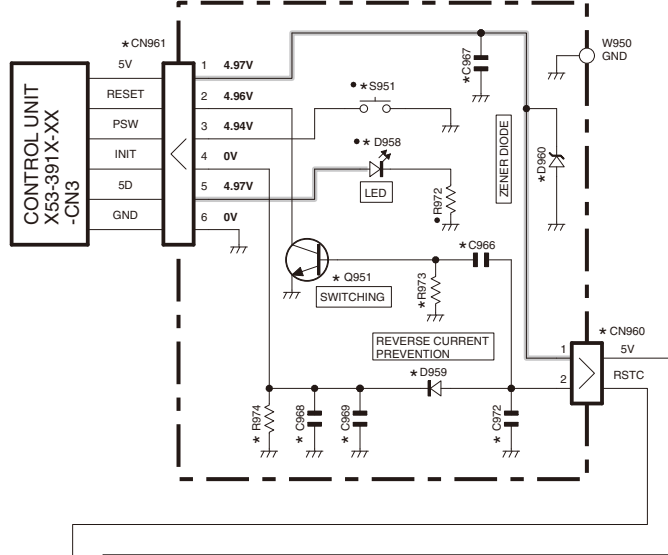 * CN961
CONTROL UNIT
X53-391X-XX
-CN3
5V
RESET
PSW
INIT
5D
GND
1 4.97V
2 4.96V
3 4.94V
4 0V
5 4.97V
6 0V
* C967
W950
GND
• * S951
• * D958
LED
• R972
ZENER DIODE
* D960
* C966
* Q951
SWITCHING
* R973
REVERSE CURRENT
PREVENTION
* D959
* CN960
1 5V
2 RSTC
* R974
* C968
* C969
* C972